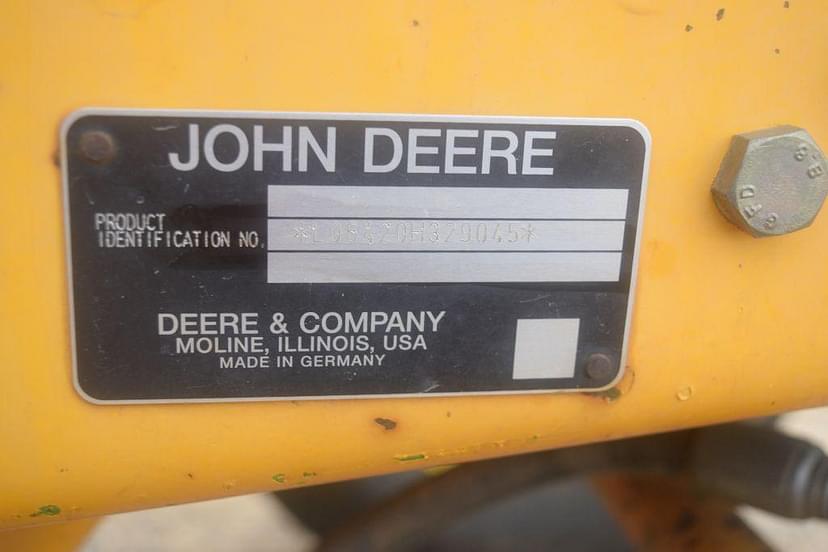 JOHN DEERE
PRODUCT
IDENTIFICATION NO.
DEERE & COMPANY
MOLINE, ILLINOIS, USA
MADE IN GERMANY